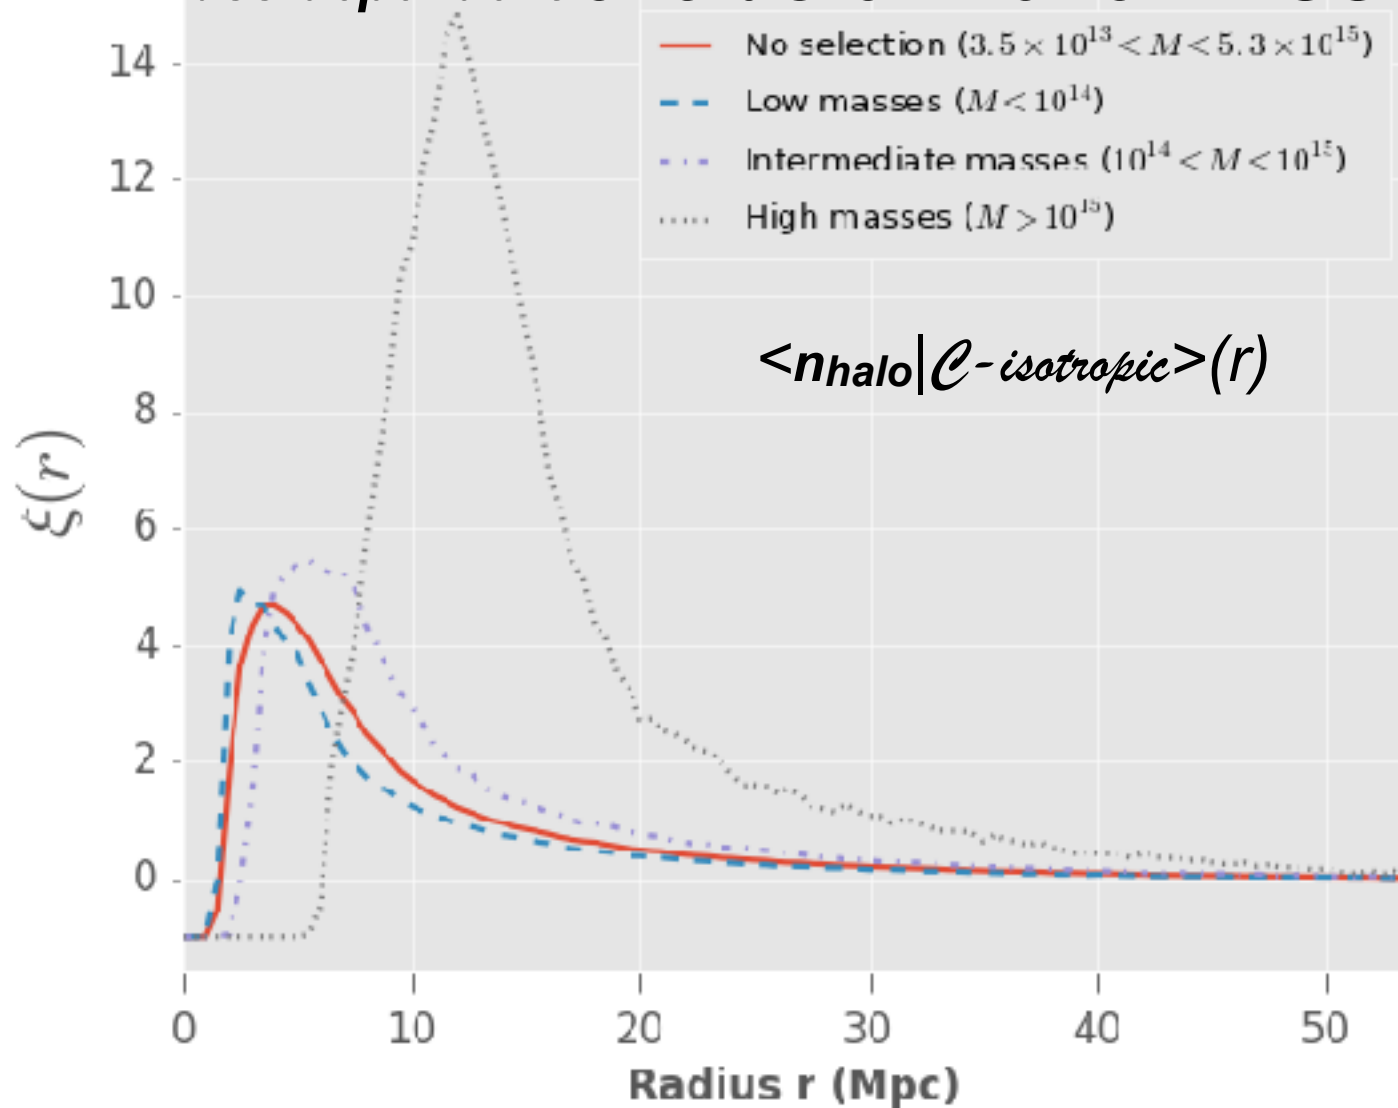 14
12
10
8
6
4
2
0
ξ(r)
No selection (3.5 × 10¹³ < M < 5.3 × 10¹⁵)
Low masses (M < 10¹⁴)
Intermediate masses (10¹⁴ < M < 10¹⁵)
High masses (M > 10¹⁵)
<nhalo|C-isotropic>(r)
0 10 20 30 40 50
Radius r (Mpc)